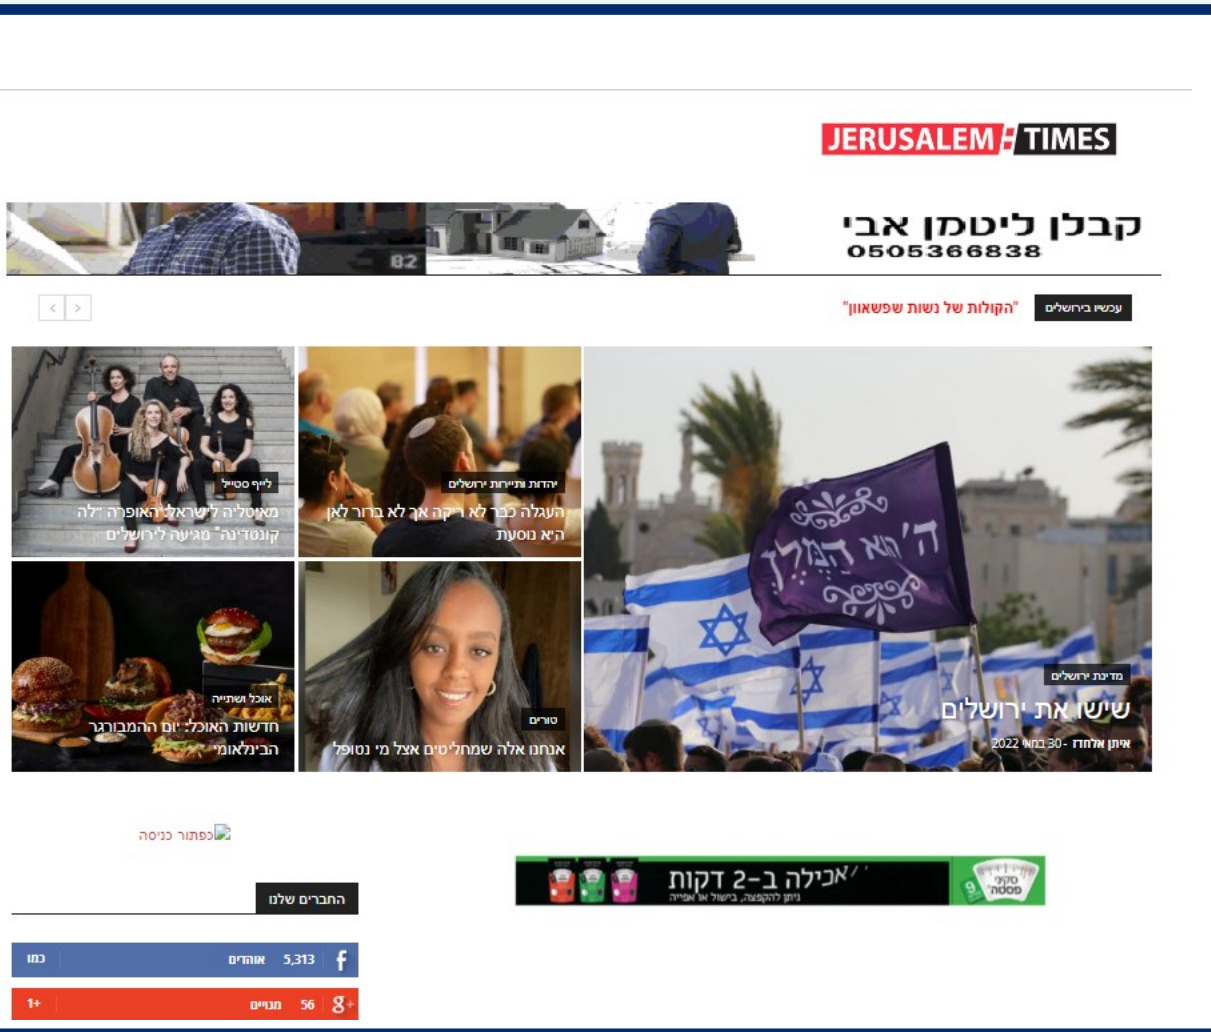 JERUSALEM TIMES
קבלן ליטמן אבי
0505366838
82
עכשיו בירושלים
"הקולות של נשות שפשאוון"
ה' הוא הַמֶּלֶךְ
מדינת ירושלים
שישו את ירושלים
איתן אלחדז - 30 במאי 2022
יהדות ותיירות ירושלים
העגלה כבר לא ריקה אך לא ברור לאן
היא נוסעת
לייף סטייל
מאיטליה לישראל: האופרה "לה
קונטדינה" מגיעה לירושלים
טורים
אנחנו אלה שמחליטים אצל מי נטופל
אוכל ושתייה
חדשות האוכל: יום ההמבורגר
הבינלאומי
סקיני
פסטה
9
אכילה ב-2 דקות
ניתן להקפצה, בישול או אפייה
כפתור כניסה
החברים שלנו
5,313 אוהדים
כמו
56 מנויים
+1